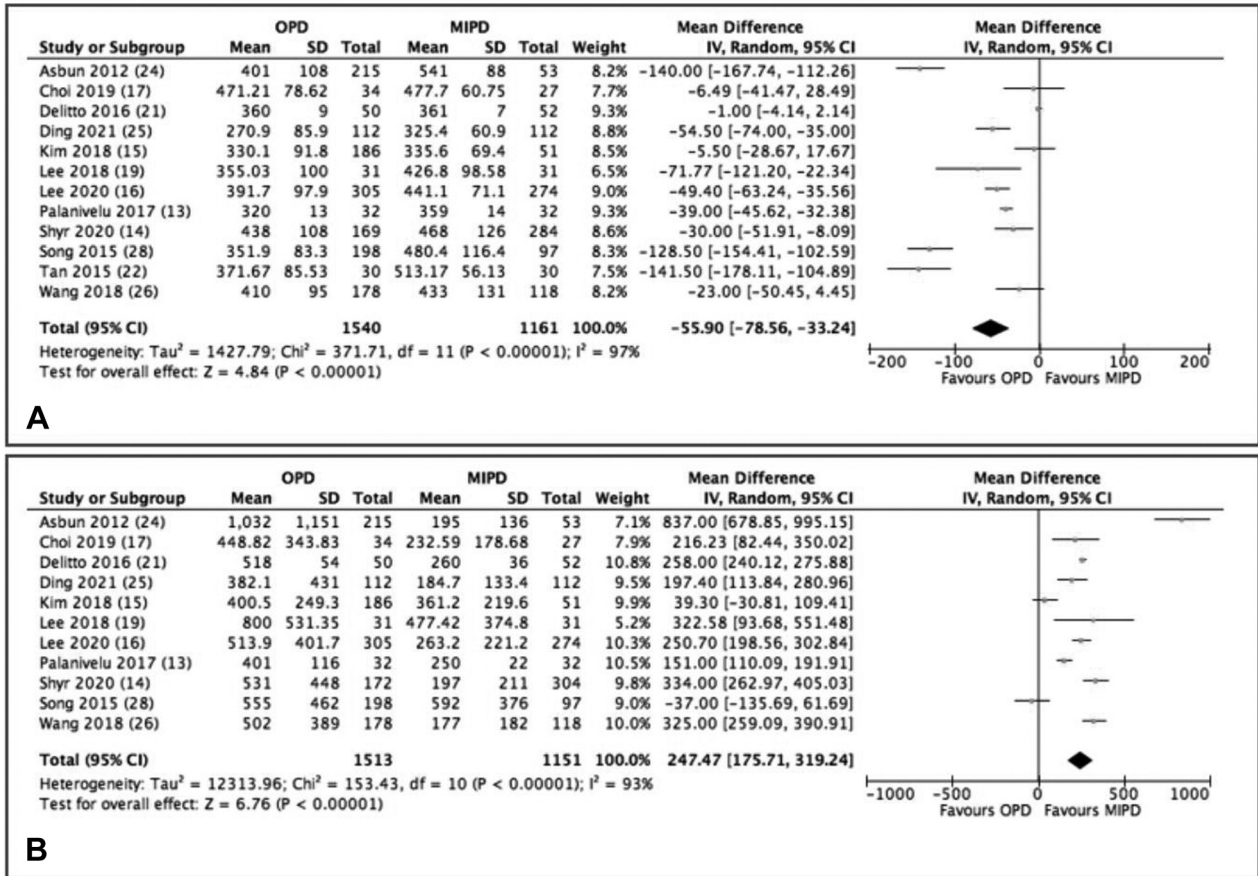 OPD MIPD Mean Difference Mean Difference
Study or Subgroup Mean SD Total Mean SD Total Weight IV, Random, 95% CI IV, Random, 95% CI
Asbun 2012 (24) 401 108 215 541 88 53 8.2% -140.00 [-167.74, -112.26]
Choi 2019 (17) 471.21 78.62 34 477.7 60.75 27 7.7% -6.49 [-41.47, 28.49]
Delitto 2016 (21) 360 9 50 361 7 52 9.3% -1.00 [-4.14, 2.14]
Ding 2021 (25) 270.9 85.9 112 325.4 60.9 112 8.8% -54.50 [-74.00, -35.00]
Kim 2018 (15) 330.1 91.8 186 335.6 69.4 51 8.5% -5.50 [-28.67, 17.67]
Lee 2018 (19) 355.03 100 31 426.8 98.58 31 6.5% -71.77 [-121.20, -22.34]
Lee 2020 (16) 391.7 97.9 305 441.1 71.1 274 9.0% -49.40 [-63.24, -35.56]
Palanivelu 2017 (13) 320 13 32 359 14 32 9.3% -39.00 [-45.62, -32.38]
Shyr 2020 (14) 438 108 169 468 126 284 8.6% -30.00 [-51.91, -8.09]
Song 2015 (28) 351.9 83.3 198 480.4 116.4 97 8.3% -128.50 [-154.41, -102.59]
Tan 2015 (22) 371.67 85.53 30 513.17 56.13 30 7.5% -141.50 [-178.11, -104.89]
Wang 2018 (26) 410 95 178 433 131 118 8.2% -23.00 [-50.45, 4.45]
Total (95% CI) 1540 1161 100.0% -55.90 [-78.56, -33.24]
Heterogeneity: Tau² = 1427.79; Chi² = 371.71, df = 11 (P < 0.00001); I² = 97%
Test for overall effect: Z = 4.84 (P < 0.00001)
-200 -100 0 100 200
Favours OPD Favours MIPD
A
OPD MIPD Mean Difference Mean Difference
Study or Subgroup Mean SD Total Mean SD Total Weight IV, Random, 95% CI IV, Random, 95% CI
Asbun 2012 (24) 1,032 1,151 215 195 136 53 7.1% 837.00 [678.85, 995.15]
Choi 2019 (17) 448.82 343.83 34 232.59 178.68 27 7.9% 216.23 [82.44, 350.02]
Delitto 2016 (21) 518 54 50 260 36 52 10.8% 258.00 [240.12, 275.88]
Ding 2021 (25) 382.1 431 112 184.7 133.4 112 9.5% 197.40 [113.84, 280.96]
Kim 2018 (15) 400.5 249.3 186 361.2 219.6 51 9.9% 39.30 [-30.81, 109.41]
Lee 2018 (19) 800 531.35 31 477.42 374.8 31 5.2% 322.58 [93.68, 551.48]
Lee 2020 (16) 513.9 401.7 305 263.2 221.2 274 10.3% 250.70 [198.56, 302.84]
Palanivelu 2017 (13) 401 116 32 250 22 32 10.5% 151.00 [110.09, 191.91]
Shyr 2020 (14) 531 448 172 197 211 304 9.8% 334.00 [262.97, 405.03]
Song 2015 (28) 555 462 198 592 376 97 9.0% -37.00 [-135.69, 61.69]
Wang 2018 (26) 502 389 178 177 182 118 10.0% 325.00 [259.09, 390.91]
Total (95% CI) 1513 1151 100.0% 247.47 [175.71, 319.24]
Heterogeneity: Tau² = 12313.96; Chi² = 153.43, df = 10 (P < 0.00001); I² = 93%
Test for overall effect: Z = 6.76 (P < 0.00001)
-1000 -500 0 500 1000
Favours OPD Favours MIPD
B